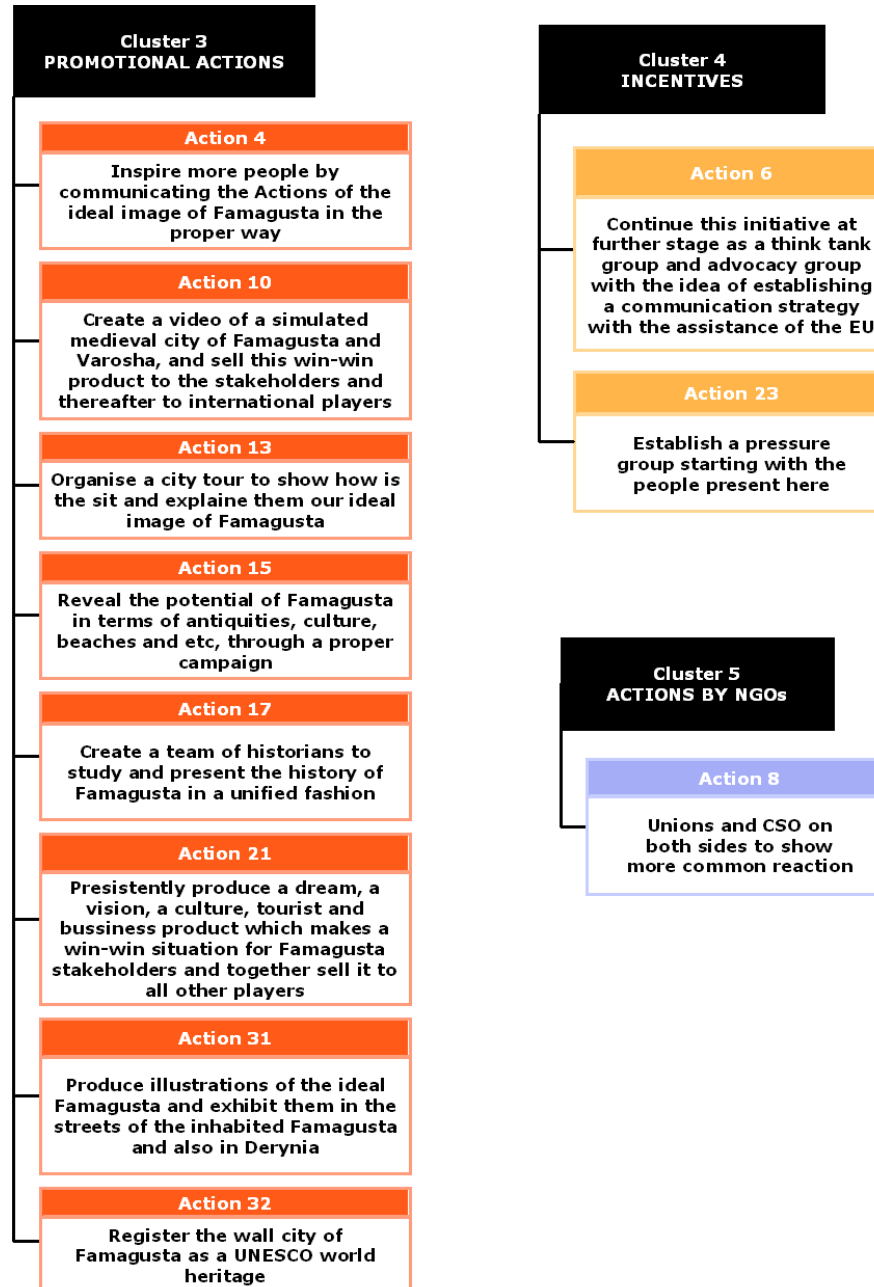 Cluster 3
PROMOTIONAL ACTIONS
Action 4
Inspire more people by
communicating the Actions of the
ideal image of Famagusta in the
proper way
Action 10
Create a video of a simulated
medieval city of Famagusta and
Varosha, and sell this win-win
product to the stakeholders and
thereafter to international players
Action 13
Organise a city tour to show how is
the sit and explaine them our ideal
image of Famagusta
Action 15
Reveal the potential of Famagusta
in terms of antiquities, culture,
beaches and etc, through a proper
campaign
Action 17
Create a team of historians to
study and present the history of
Famagusta in a unified fashion
Action 21
Presistently produce a dream, a
vision, a culture, tourist and
bussiness product which makes a
win-win situation for Famagusta
stakeholders and together sell it to
all other players
Action 31
Produce illustrations of the ideal
Famagusta and exhibit them in the
streets of the inhabited Famagusta
and also in Derynia
Action 32
Register the wall city of
Famagusta as a UNESCO world
heritage
Cluster 4
INCENTIVES
Action 6
Continue this initiative at
further stage as a think tank
group and advocacy group
with the idea of establishing
a communication strategy
with the assistance of the EU
Action 23
Establish a pressure
group starting with the
people present here
Cluster 5
ACTIONS BY NGOs
Action 8
Unions and CSO on
both sides to show
more common reaction